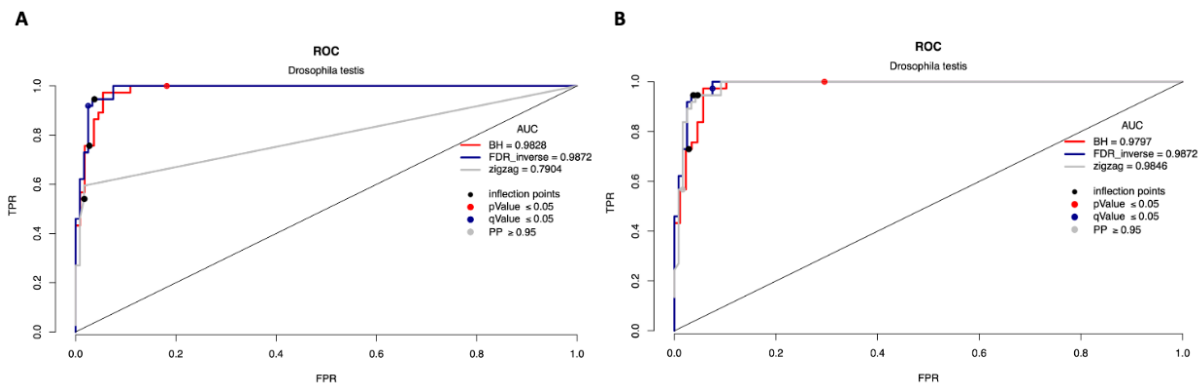 A
ROC
Drosophila testis
1.0
0.8
0.6
0.4
0.2
0.0
TPR
AUC
BH = 0.9828
FDR_inverse = 0.9872
zigzag = 0.7904
inflection points
pValue ≤ 0.05
qValue ≤ 0.05
PP ≥ 0.95
0.0 0.2 0.4 0.6 0.8 1.0
FPR
B
ROC
Drosophila testis
1.0
0.8
0.6
0.4
0.2
0.0
TPR
AUC
BH = 0.9797
FDR_inverse = 0.9872
zigzag = 0.9846
inflection points
pValue ≤ 0.05
qValue ≤ 0.05
PP ≥ 0.95
0.0 0.2 0.4 0.6 0.8 1.0
FPR